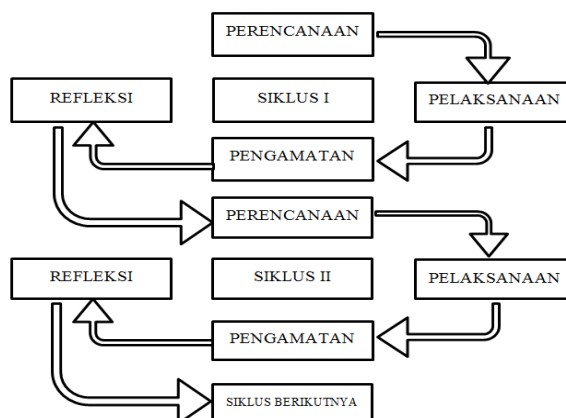 PERENCANAAN
REFLEKSI
SIKLUS I
PELAKSANAAN
PENGAMATAN
PERENCANAAN
REFLEKSI
SIKLUS II
PELAKSANAAN
PENGAMATAN
SIKLUS BERIKUTNYA